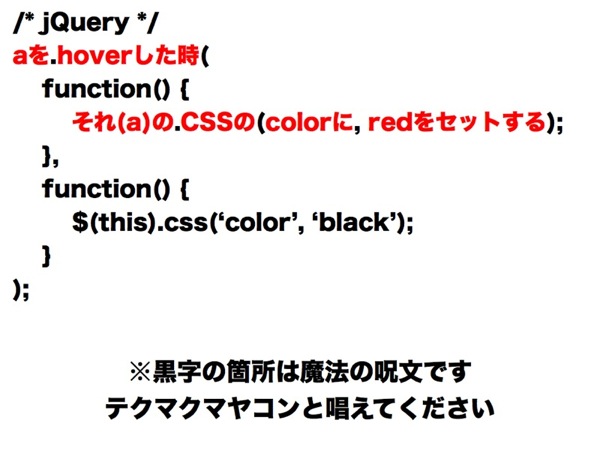 /* jQuery */
aを.hoverした時(
function() {
それ(a)の.CSSの(colorに, redをセットする);
},
function() {
$(this).css(‘color’, ‘black’);
}
);
※黒字の箇所は魔法の呪文です
テクマクマヤコンと唱えてください